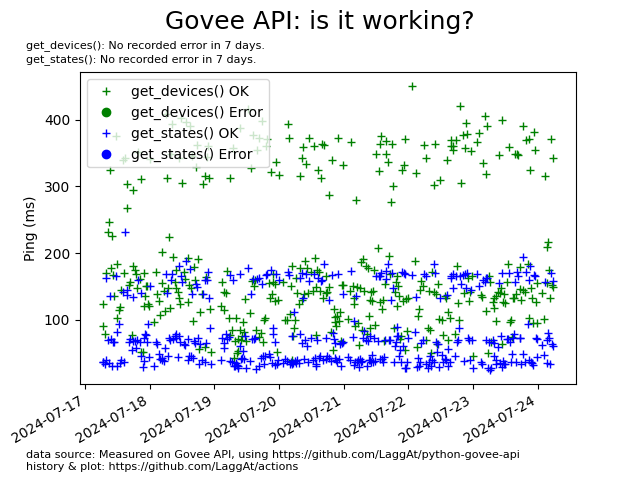 Govee API: is it working?
get_devices(): No recorded error in 7 days.
get_states(): No recorded error in 7 days.
get_devices() OK
get_devices() Error
get_states() OK
get_states() Error
Ping (ms)
400
300
200
100
2024-07-17
2024-07-18
2024-07-19
2024-07-20
2024-07-21
2024-07-22
2024-07-23
2024-07-24
data source: Measured on Govee API, using https://github.com/LaggAt/python-govee-api
history & plot: https://github.com/LaggAt/actions